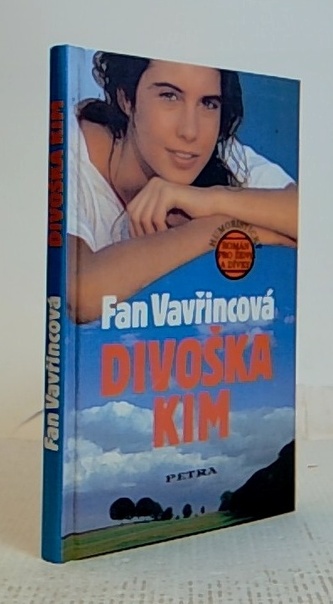 Fan Vavřincová DIVOŠKA KIM
HUMORISTICKÝ
ROMÁN
PRO ŽENY
A DÍVKY
Fan Vavřincová
DIVOŠKA
KIM
PETRA